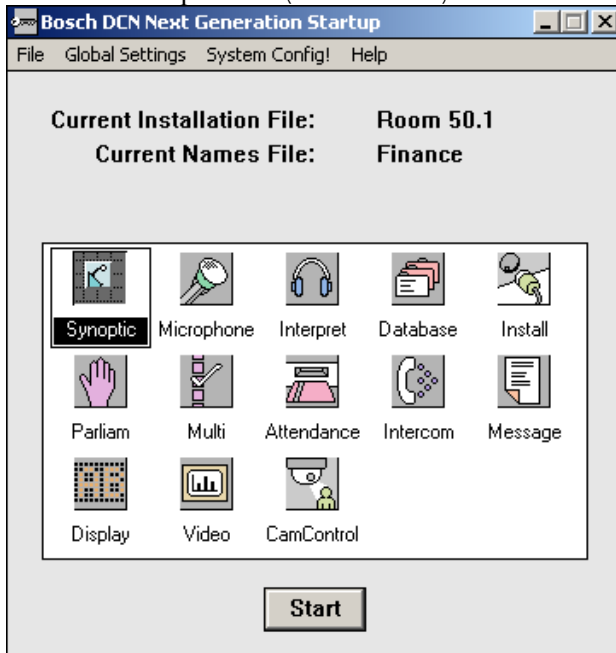 Bosch DCN Next Generation Startup
File Global Settings System Config! Help
Current Installation File: Room 50.1
Current Names File: Finance
Synoptic Microphone Interpret Database Install
Parliam Multi Attendance Intercom Message
AB
Display Video CamControl
Start